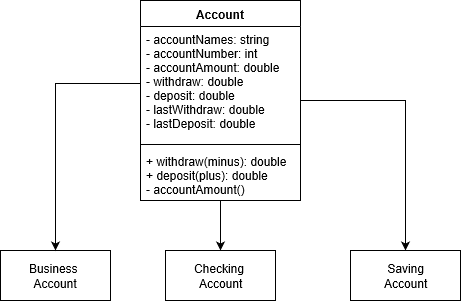 Account
- accountNames: string
- accountNumber: int
- accountAmount: double
- withdraw: double
- deposit: double
- lastWithdraw: double
- lastDeposit: double
+ withdraw(minus): double
+ deposit(plus): double
- accountAmount()
Business
Account
Checking
Account
Saving
Account